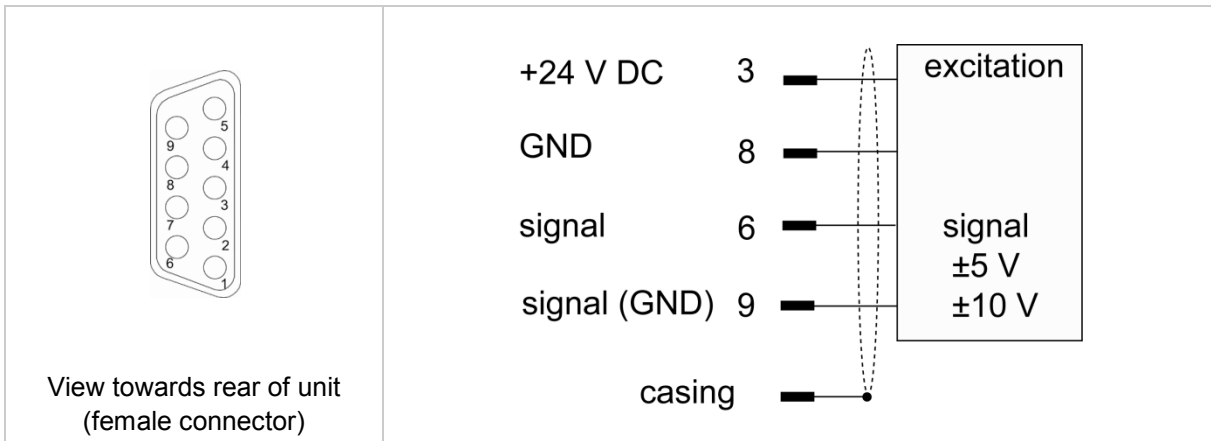 5
9
4
8
3
7
2
6
1
View towards rear of unit
(female connector)
+24 V DC 3 excitation
GND 8
signal 6 signal
±5 V
signal (GND) 9 ±10 V
casing